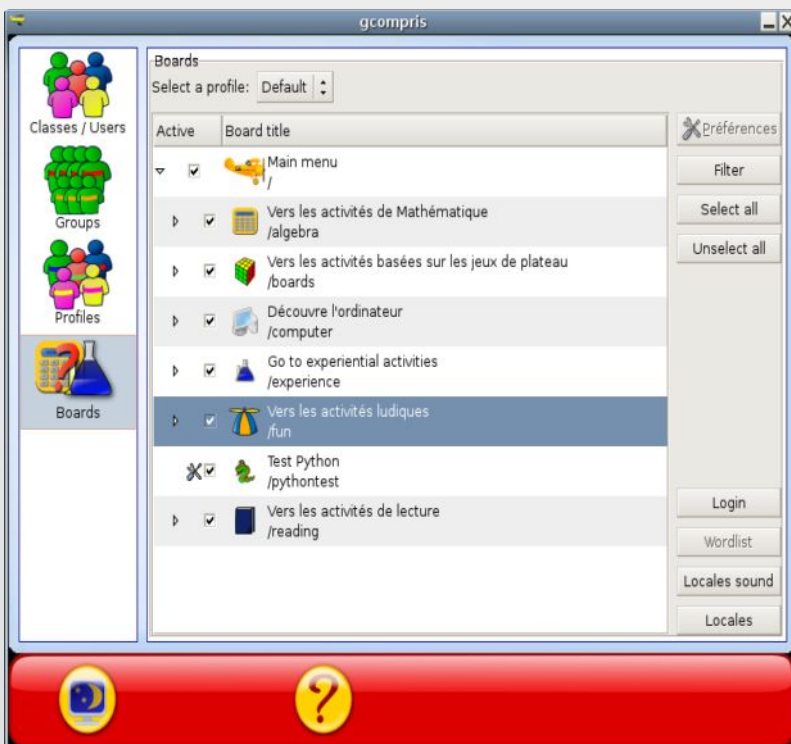 gcompris
Classes / Users
Groups
Profiles
Boards
Boards
Select a profile: Default
Active Board title
Main menu
/
Vers les activités de Mathématique
/algebra
Vers les activités basées sur les jeux de plateau
/boards
Découvre l'ordinateur
/computer
Go to experiential activities
/experience
Vers les activités ludiques
/fun
Test Python
/pythontest
Vers les activités de lecture
/reading
Préférences
Filter
Select all
Unselect all
Login
Wordlist
Locales sound
Locales
?